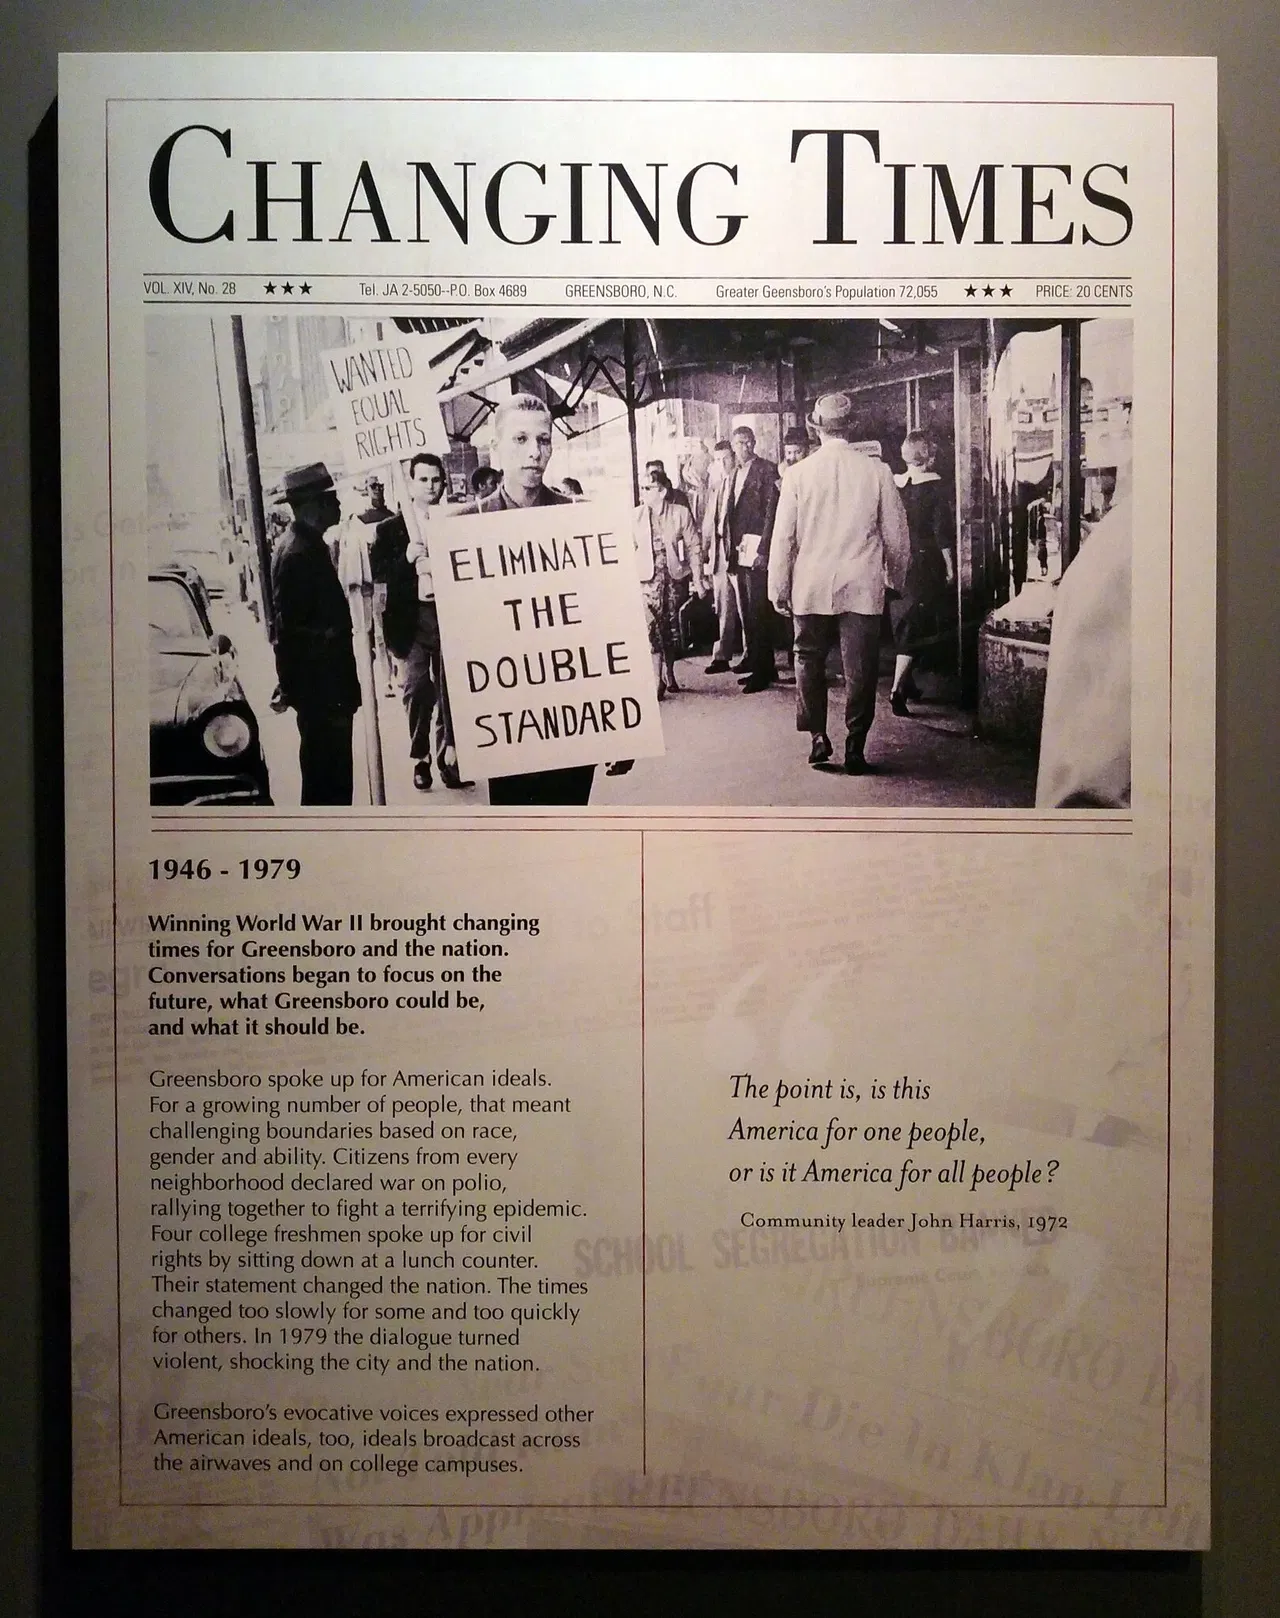 CHANGING TIMES
VOL. XIV, No. 28 ★★★ Tel. JA 2-5050--P.O. Box 4689 GREENSBORO, N.C. Greater Geensboro's Population 72,055 ★★★ PRICE: 20 CENTS
WANTED
EQUAL
RIGHTS
ELIMINATE
THE
DOUBLE
STANDARD
1946 - 1979
Winning World War II brought changing
times for Greensboro and the nation.
Conversations began to focus on the
future, what Greensboro could be,
and what it should be.
Greensboro spoke up for American ideals.
For a growing number of people, that meant
challenging boundaries based on race,
gender and ability. Citizens from every
neighborhood declared war on polio,
rallying together to fight a terrifying epidemic.
Four college freshmen spoke up for civil
rights by sitting down at a lunch counter.
Their statement changed the nation. The times
changed too slowly for some and too quickly
for others. In 1979 the dialogue turned
violent, shocking the city and the nation.
Greensboro's evocative voices expressed other
American ideals, too, ideals broadcast across
the airwaves and on college campuses.
“
The point is, is this
America for one people,
or is it America for all people?
Community leader John Harris, 1972
SCHOOL SEGREGATION BANNED
Supreme
Die In Klan-Left
Was
GREENSBORO DAILY